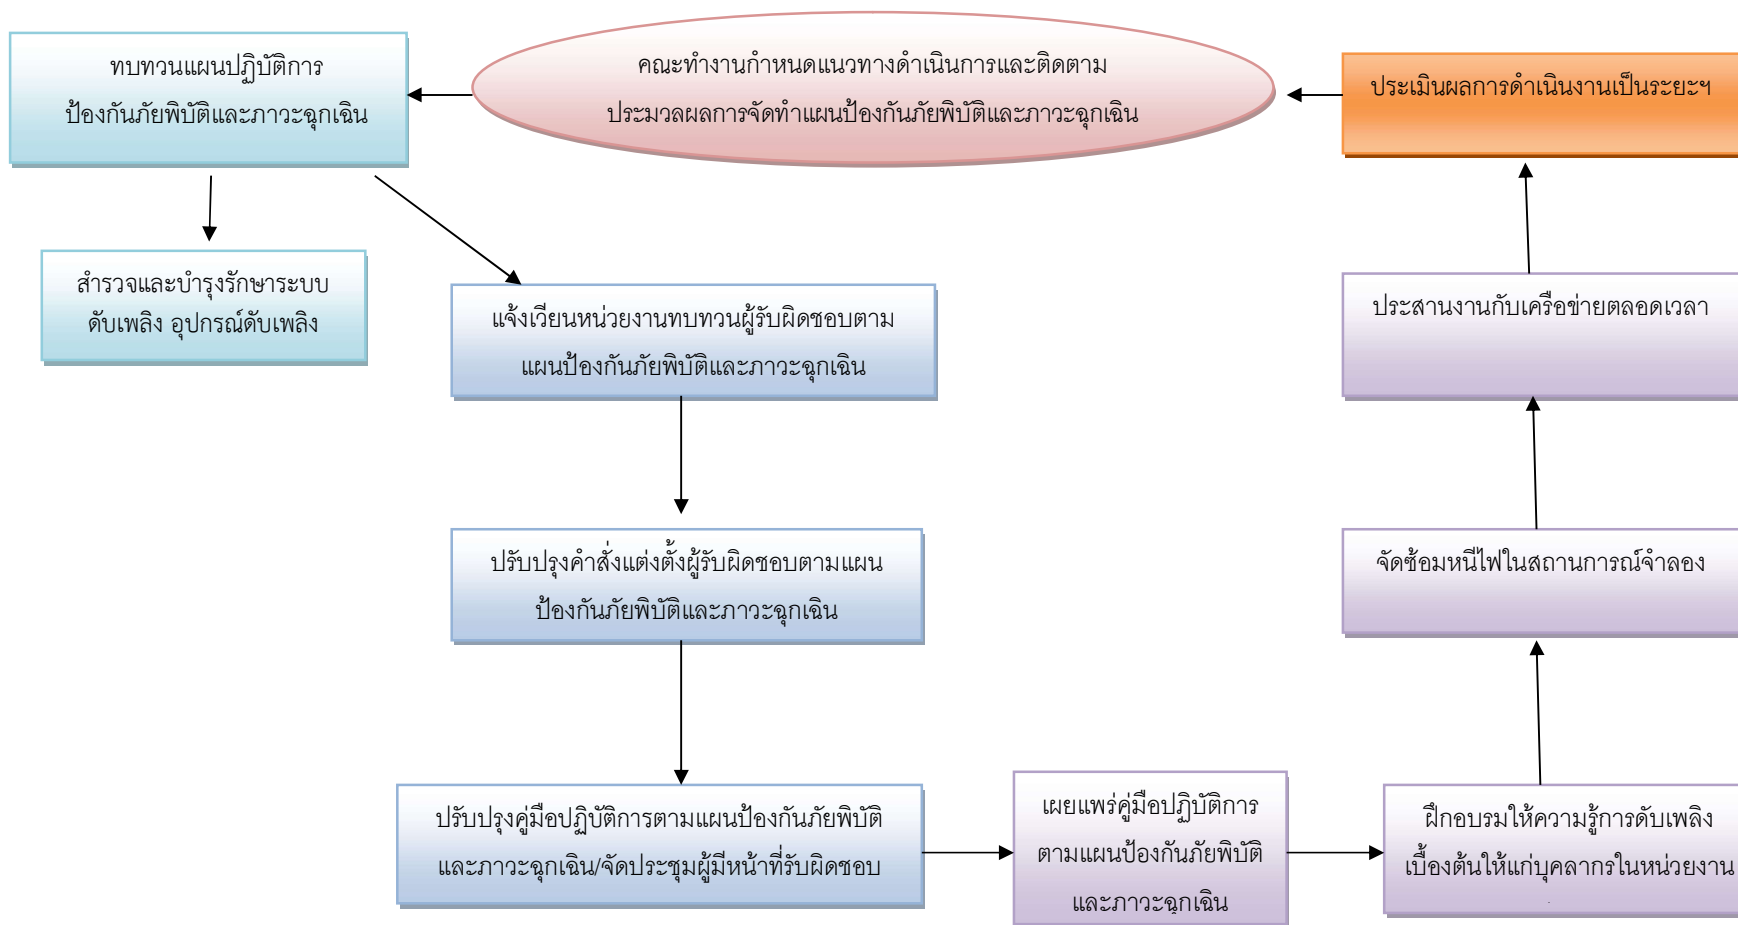 ทบทวนแผนปฏิบัติการ
ป้องกันภัยพิบัติและภาวะฉุกเฉิน
คณะทำงานกำหนดแนวทางดำเนินการและติดตาม
ประมวลผลการจัดทำแผนป้องกันภัยพิบัติและภาวะฉุกเฉิน
ประเมินผลการดำเนินงานเป็นระยะฯ
สำรวจและบำรุงรักษาระบบ
ดับเพลิง อุปกรณ์ดับเพลิง
แจ้งเวียนหน่วยงานทบทวนผู้รับผิดชอบตาม
แผนป้องกันภัยพิบัติและภาวะฉุกเฉิน
ประสานงานกับเครือข่ายตลอดเวลา
ปรับปรุงคำสั่งแต่งตั้งผู้รับผิดชอบตามแผน
ป้องกันภัยพิบัติและภาวะฉุกเฉิน
จัดซ้อมหนีไฟในสถานการณ์จำลอง
ปรับปรุงคู่มือปฏิบัติการตามแผนป้องกันภัยพิบัติ
และภาวะฉุกเฉิน/จัดประชุมผู้มีหน้าที่รับผิดชอบ
เผยแพร่คู่มือปฏิบัติการ
ตามแผนป้องกันภัยพิบัติ
และภาวะฉุกเฉิน
ฝึกอบรมให้ความรู้การดับเพลิง
เบื้องต้นให้แก่บุคลากรในหน่วยงาน